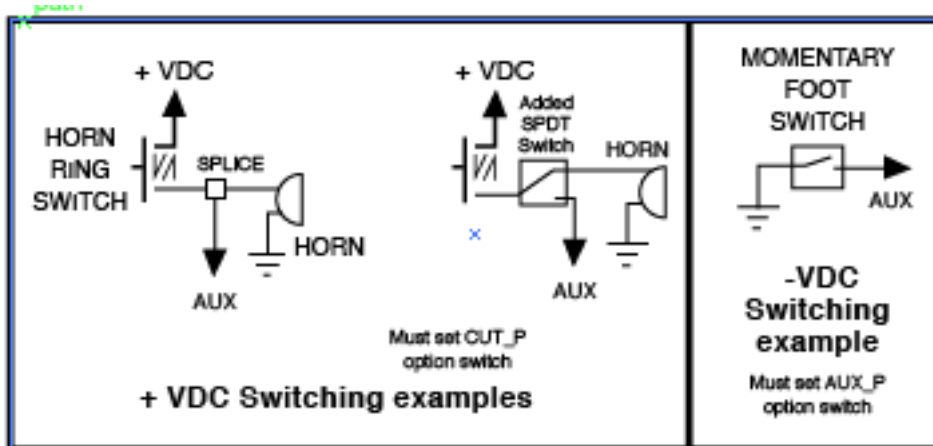 path
+ VDC
HORN
RING
SWITCH
SPLICE
HORN
AUX
+ VDC
Added
SPDT
Switch
HORN
AUX
Must set CUT_P
option switch
+ VDC Switching examples
MOMENTARY
FOOT
SWITCH
AUX
-VDC
Switching
example
Must set AUX_P
option switch